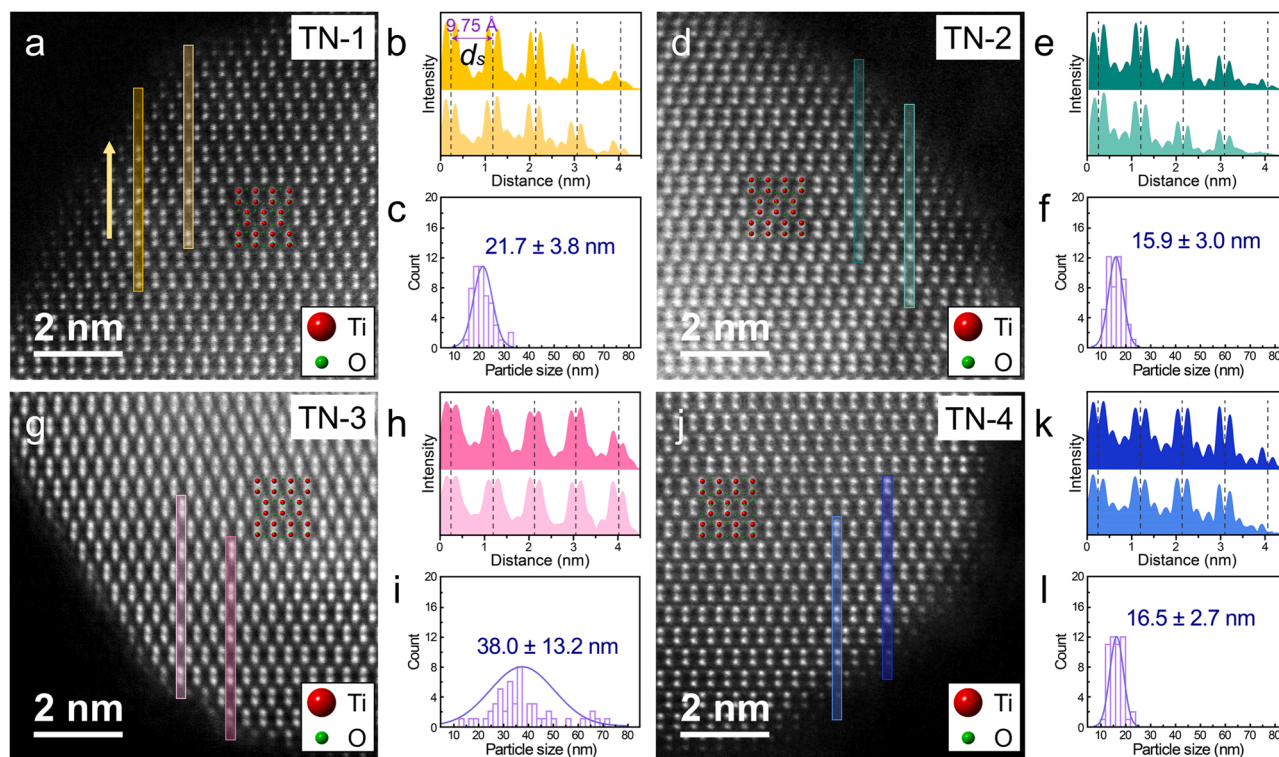 a
TN-1
2 nm
Ti
O
b
9.75 Å
ds
Intensity
0 1 2 3 4
Distance (nm)
c
21.7 ± 3.8 nm
Count
20
16
12
8
4
0
10 20 30 40 50 60 70 80
Particle size (nm)
d
TN-2
2 nm
Ti
O
e
Intensity
0 1 2 3 4
Distance (nm)
f
15.9 ± 3.0 nm
Count
20
16
12
8
4
0
10 20 30 40 50 60 70 80
Particle size (nm)
g
TN-3
2 nm
Ti
O
h
Intensity
0 1 2 3 4
Distance (nm)
i
38.0 ± 13.2 nm
Count
20
16
12
8
4
0
10 20 30 40 50 60 70 80
Particle size (nm)
j
TN-4
2 nm
Ti
O
k
Intensity
0 1 2 3 4
Distance (nm)
l
16.5 ± 2.7 nm
Count
20
16
12
8
4
0
10 20 30 40 50 60 70 80
Particle size (nm)